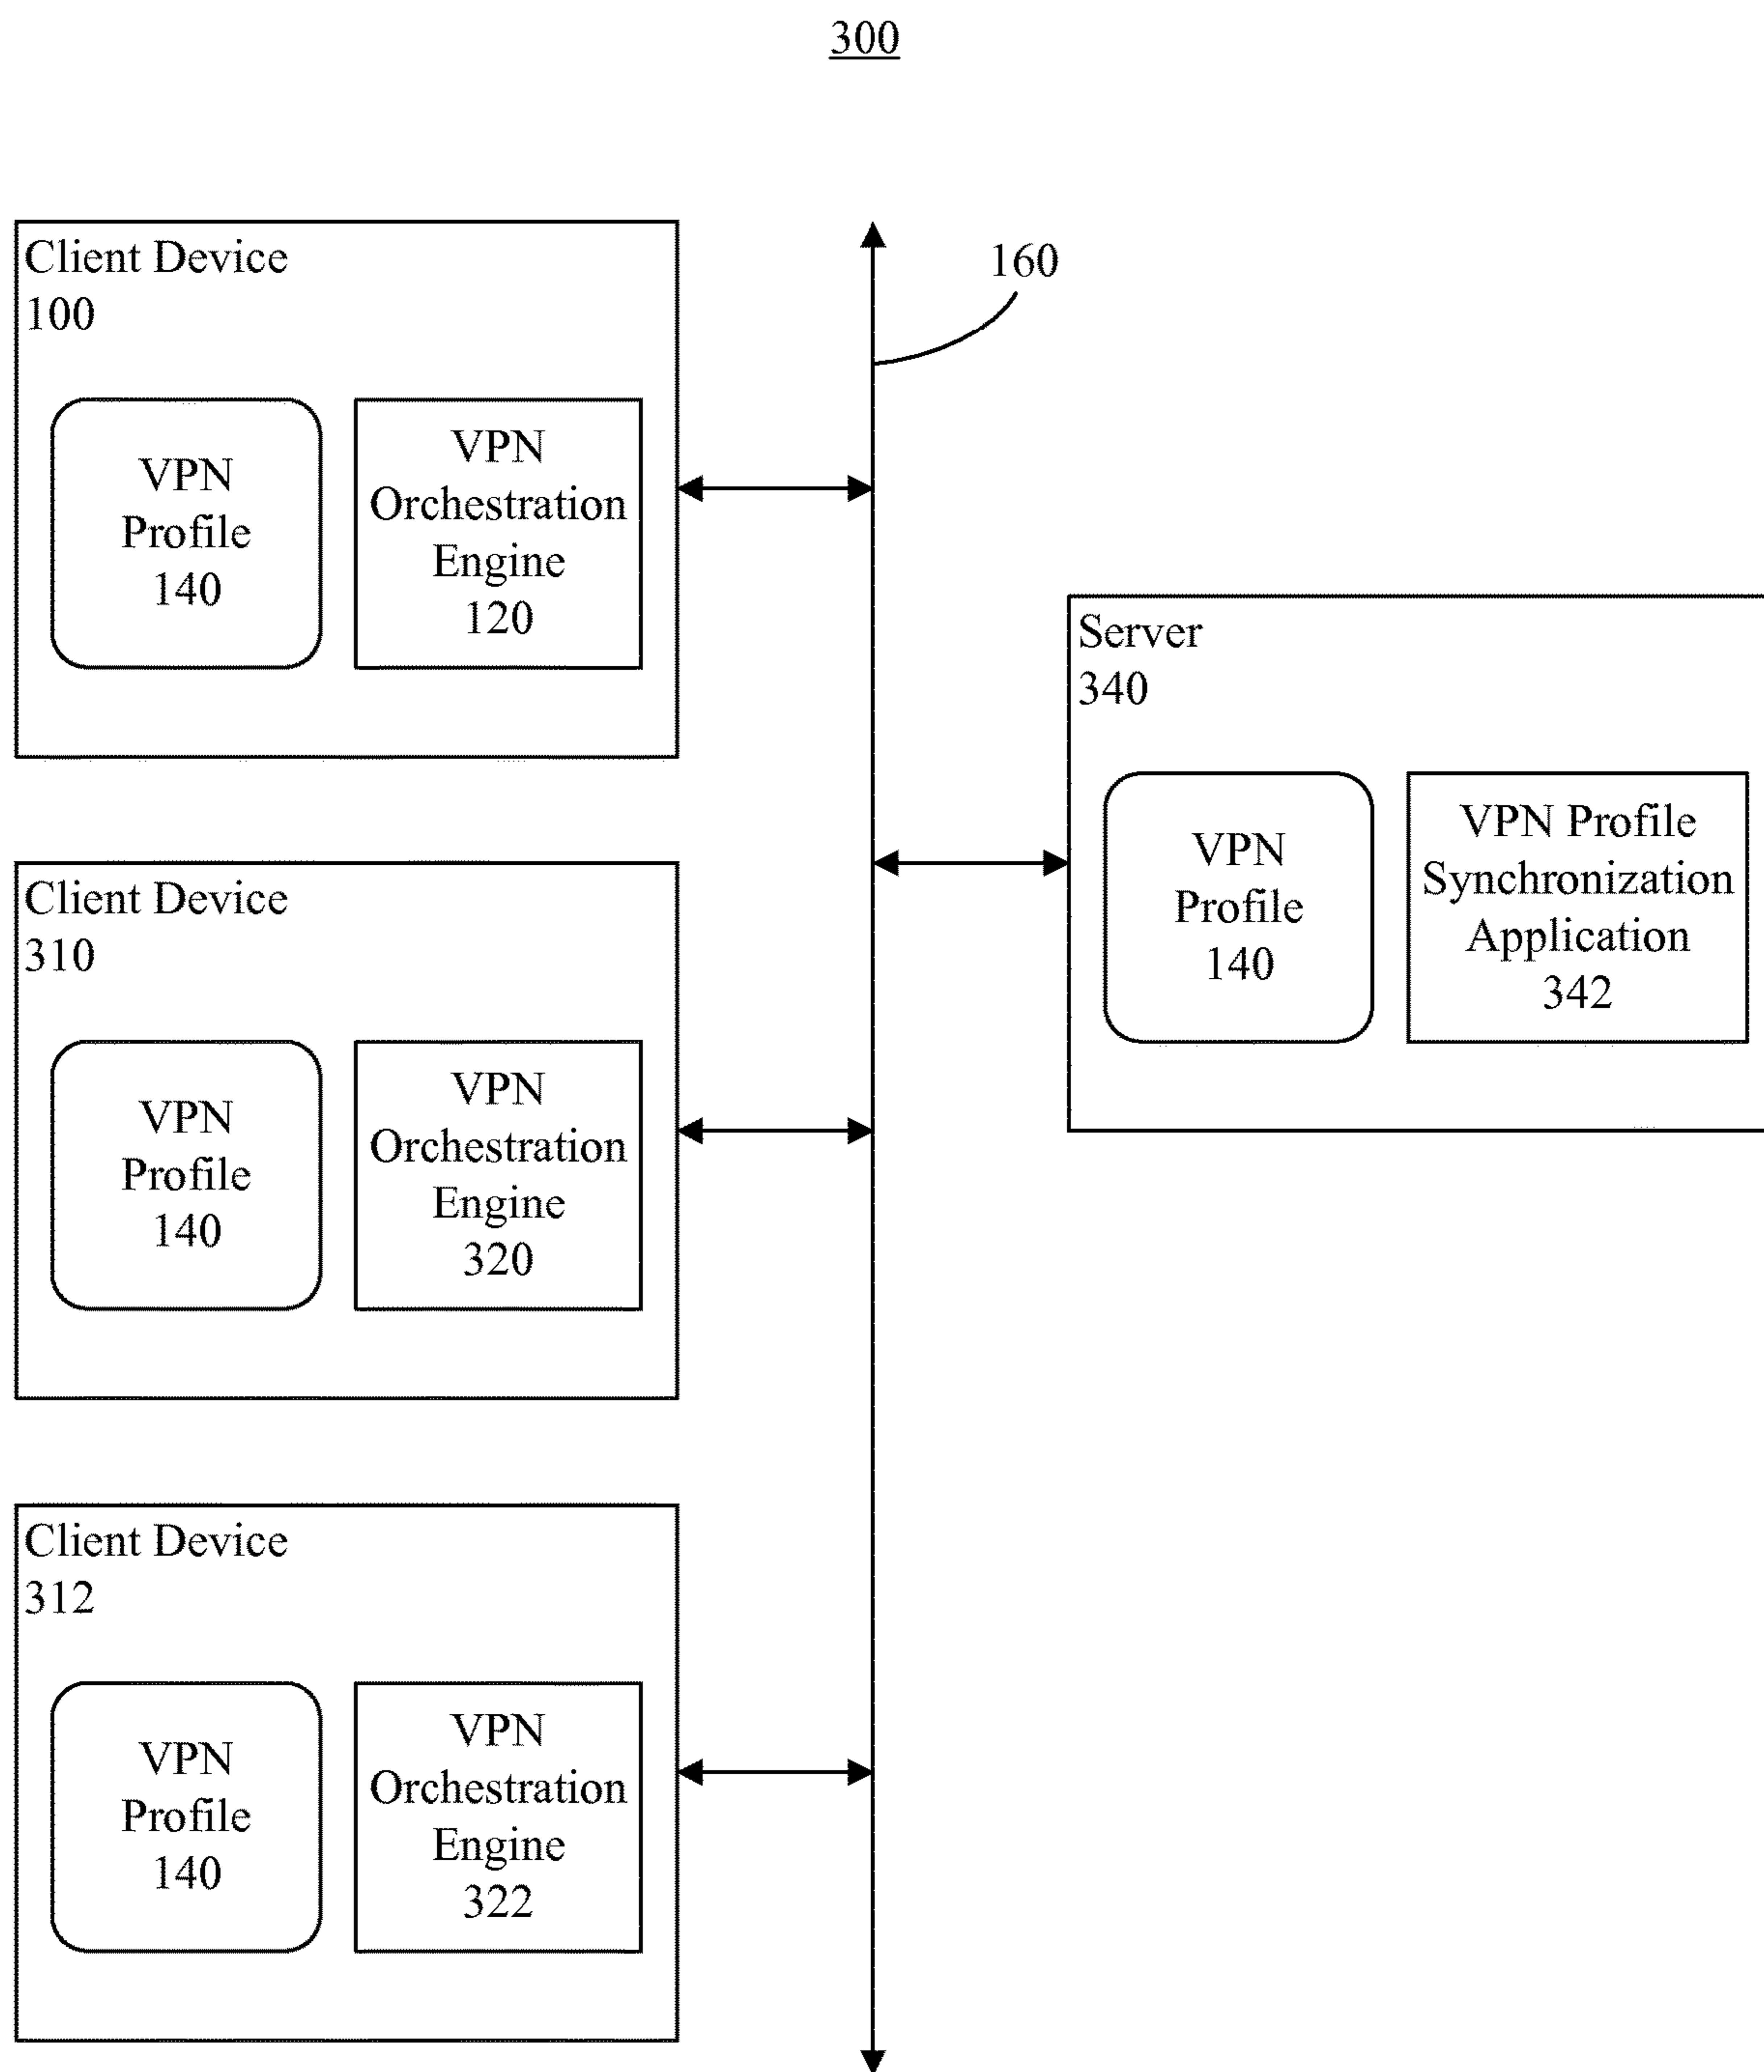 300
Client Device
100
VPN
Profile
140
VPN
Orchestration
Engine
120
160
Client Device
310
VPN
Profile
140
VPN
Orchestration
Engine
320
Client Device
312
VPN
Profile
140
VPN
Orchestration
Engine
322
Server
340
VPN
Profile
140
VPN Profile
Synchronization
Application
342